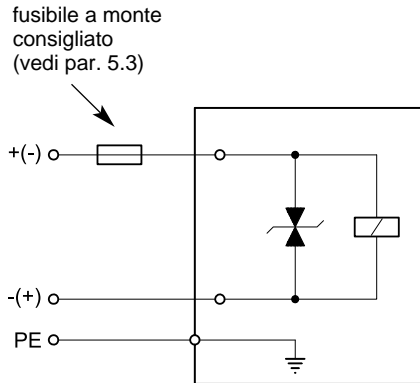 fusibile a monte
consigliato
(vedi par. 5.3)
+(-)
-(+)
PE